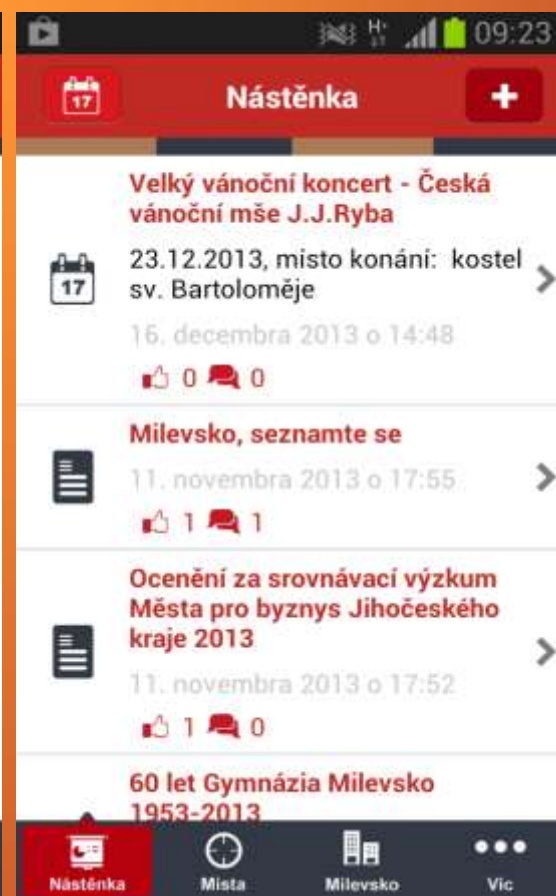 09:23
17
Nástěnka
Velký vánoční koncert - Česká
vánoční mše J.J.Ryba
17
23.12.2013, místo konání: kostel
sv. Bartoloměje
16. decembra 2013 o 14:48
0 0
Milevsko, seznamte se
11. novembra 2013 o 17:55
1 1
Ocenění za srovnávací výzkum
Města pro byznys Jihočeského
kraje 2013
11. novembra 2013 o 17:52
1 0
60 let Gymnázia Milevsko
1953-2013
Nástěnka
Místa
Milevsko
Víc